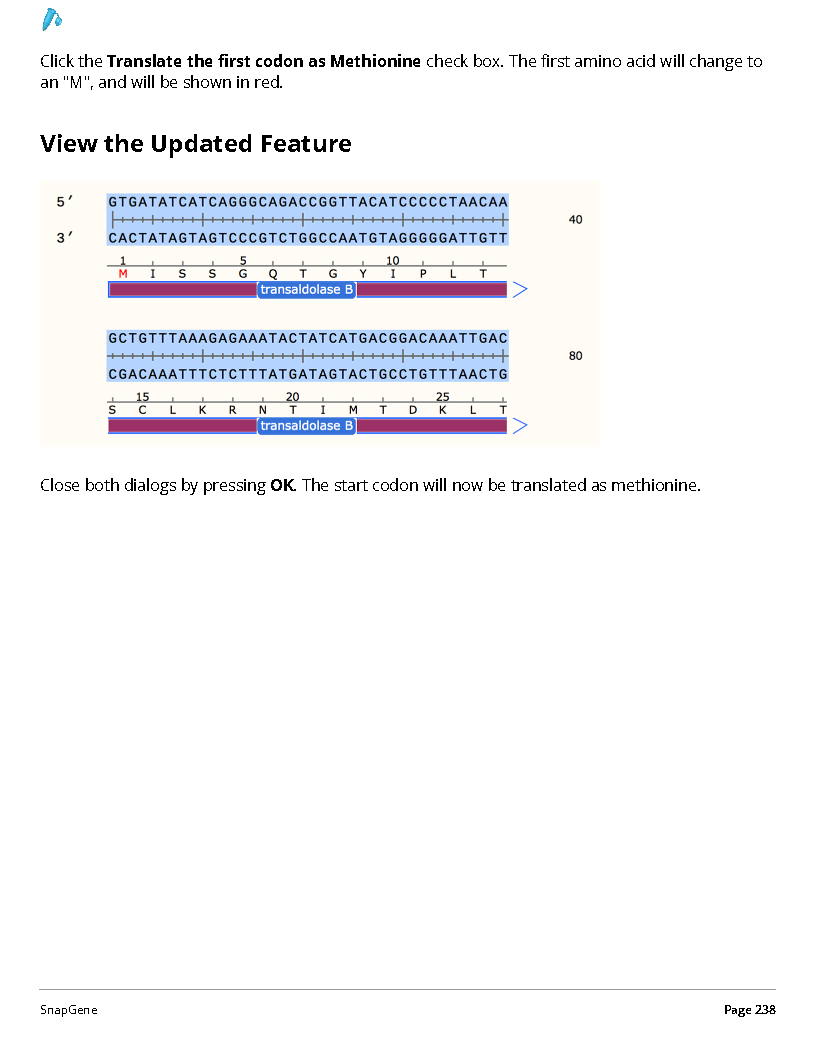 Click the Translate the first codon as Methionine check box. The first amino acid will change to
an "M", and will be shown in red.
View the Updated Feature
5′ GTGATATCATCAGGGCAGACCGGTTACATCCCCCTAACAA
40
3′ CACTATAGTAGTCCCGTCTGGCCAATGTAGGGGGATTGTT
1 5 10
M I S S G Q T G Y I P L T
transaldolase B
GCTGTTTAAAGAGAAATACTATCATGACGGACAAATTGAC
80
CGACAAATTTCTCTTTATGATAGTACTGCCTGTTTAACTG
15 20 25
S C L K R N T I M T D K L T
transaldolase B
Close both dialogs by pressing OK. The start codon will now be translated as methionine.
SnapGene Page 238